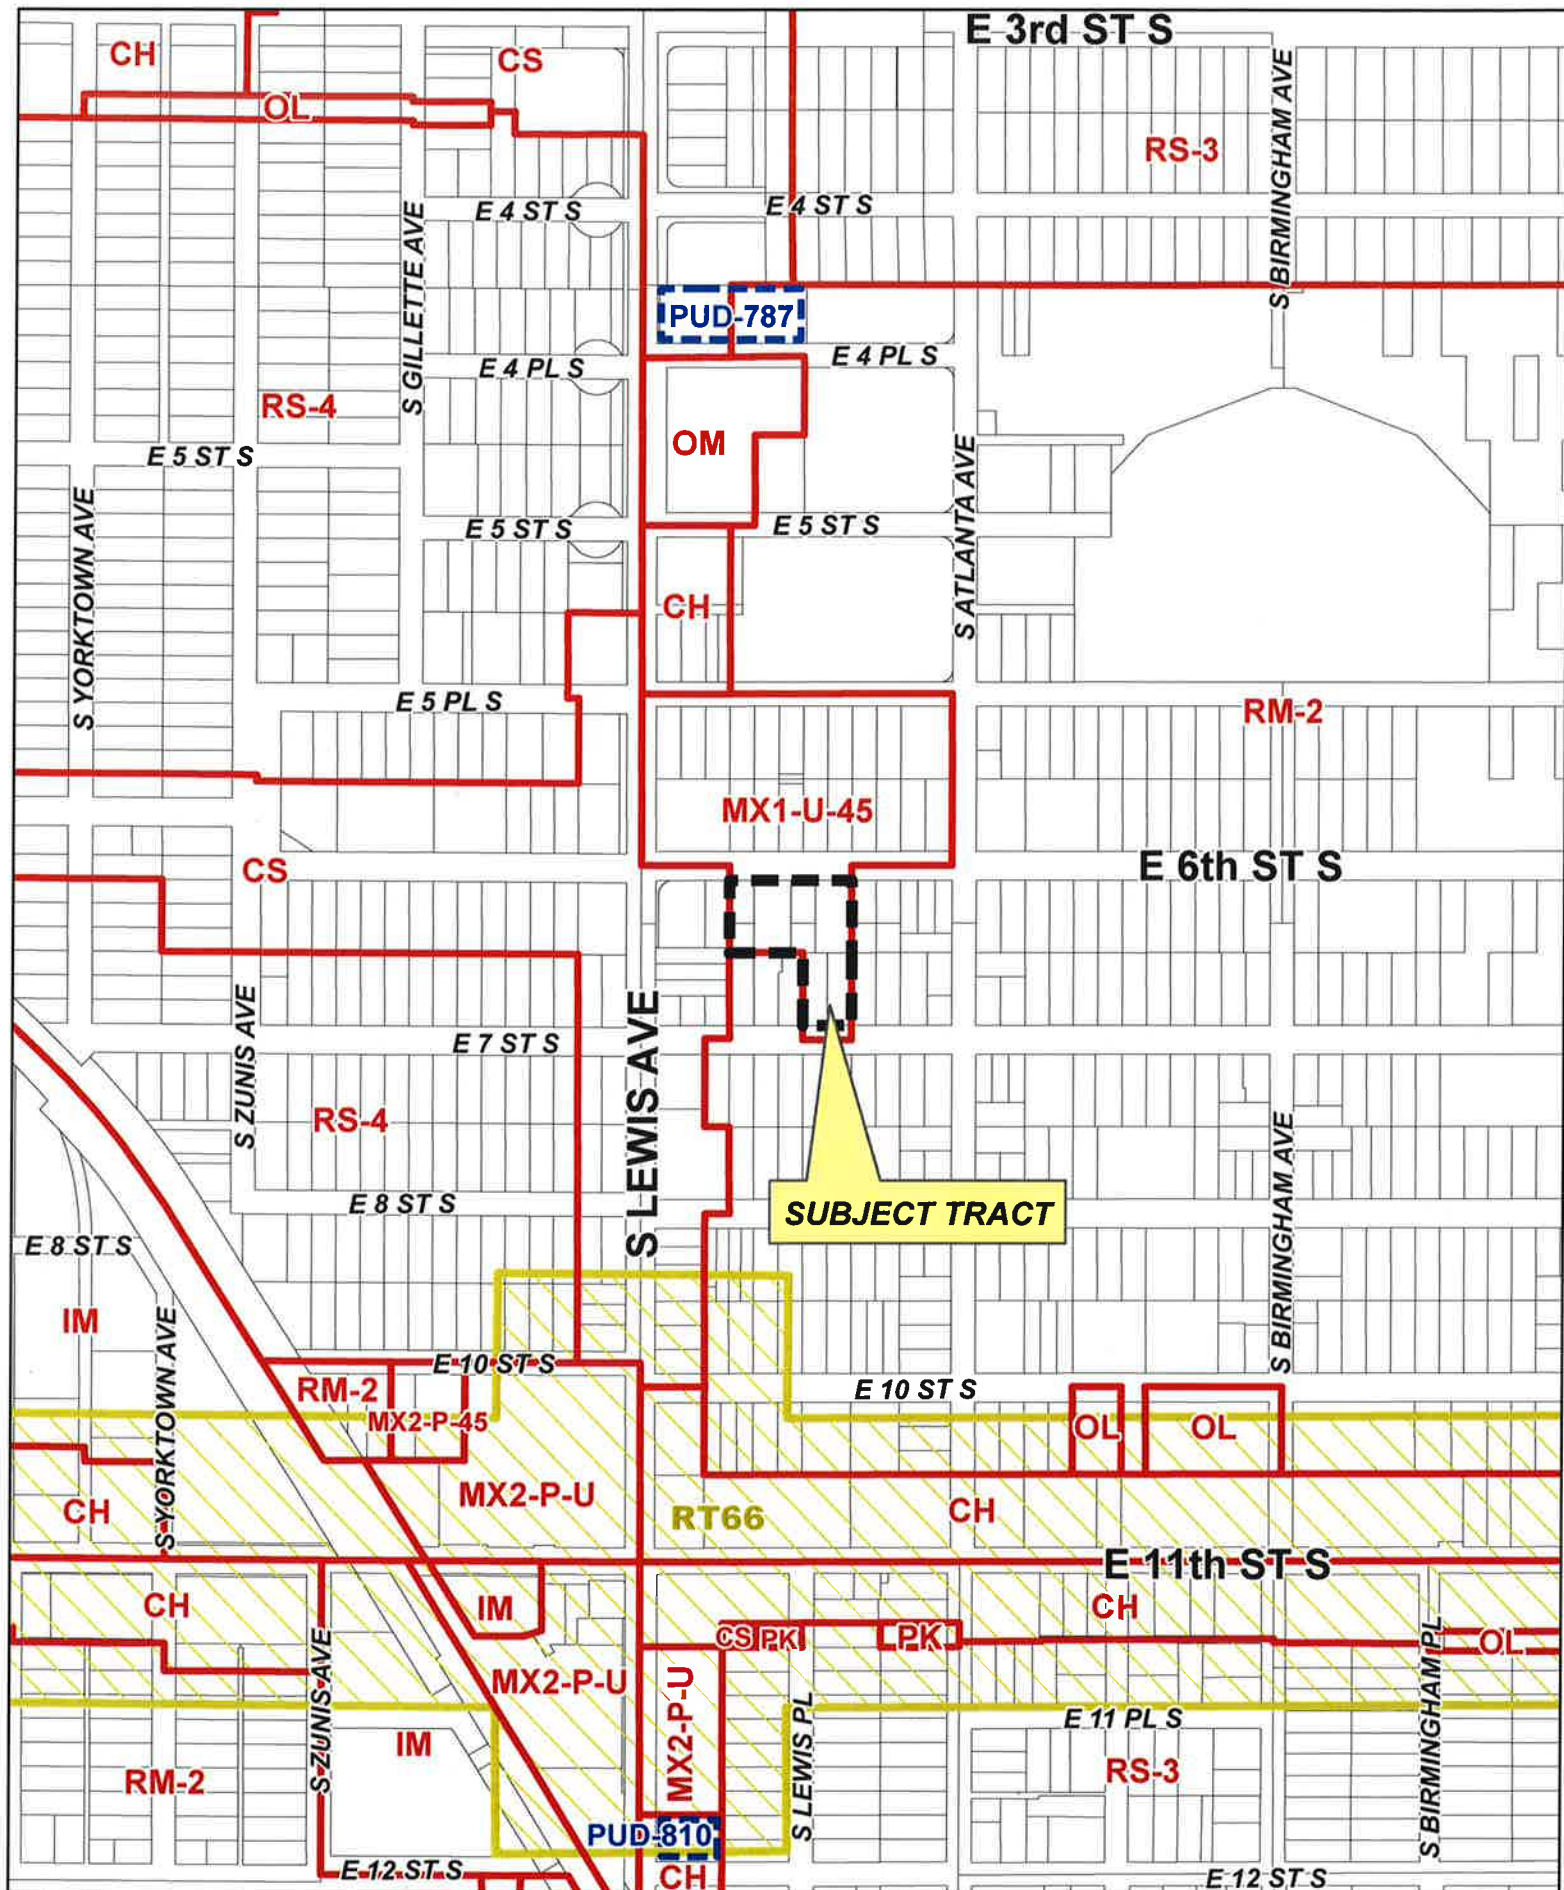 E 3rd ST S
CH
CS
OL
S BIRMINGHAM AVE
RS-3
E 4 ST S
E 4 ST S
S GILLETTE AVE
PUD-787
E 4 PL S
E 4 PL S
RS-4
OM
E 5 ST S
S YORKTOWN AVE
E 5 ST S
E 5 ST S
S ATLANTA AVE
CH
E 5 PL S
RM-2
MX1-U-45
CS
E 6th ST S
S ZUNIS AVE
E 7 ST S
S LEWIS AVE
RS-4
S BIRMINGHAM AVE
E 8 ST S
SUBJECT TRACT
E 8 ST S
IM
S YORKTOWN AVE
E 10 ST S
RM-2
E 10 ST S
MX2-P-45
OL
OL
MX2-P-U
CH
RT66
CH
E 11th ST S
CH
IM
CH
CS
PK
PK
OL
S ZUNIS AVE
MX2-P-U
MX2-P-U
S LEWIS PL
S BIRMINGHAM PL
E 11 PL S
IM
RM-2
RS-3
PUD-810
E 12 ST S
CH
E 12 ST S